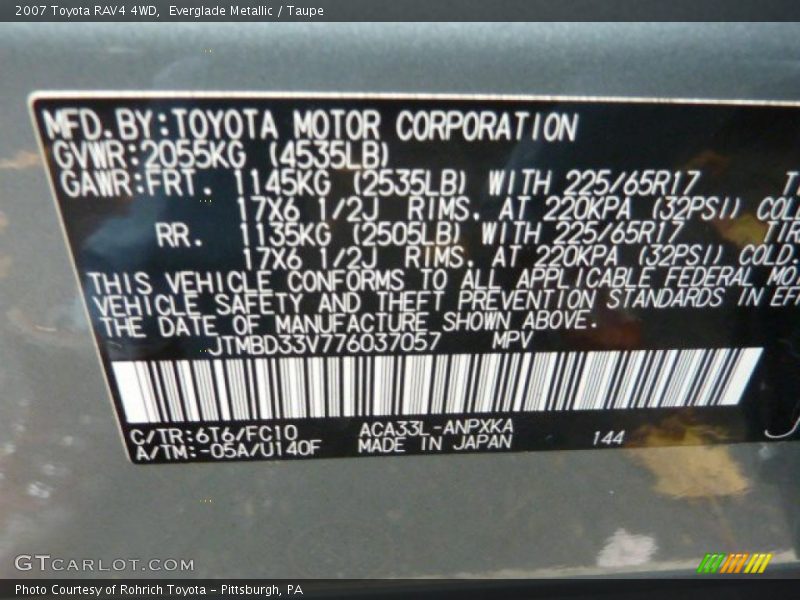 2007 Toyota RAV4 4WD,  Everglade Metallic / Taupe
MFD.BY:TOYOTA MOTOR CORPORATION
GVWR:2055KG (4535LB)
GAWR:FRT. 1145KG (2535LB) WITH 225/65R17
17X6 1/2J RIMS. AT 220KPA (32PSI) COLD
RR. 1135KG (2505LB) WITH 225/65R17 TIR
17X6 1/2J RIMS. AT 220KPA (32PSI) COLD.
THIS VEHICLE CONFORMS TO ALL APPLICABLE FEDERAL MOT
VEHICLE SAFETY AND THEFT PREVENTION STANDARDS IN EFF
THE DATE OF MANUFACTURE SHOWN ABOVE.
JTMBD33V776037057 MPV
C/TR:6T6/FC10 ACA33L-ANPXKA
A/TM:-05A/U140F MADE IN JAPAN 144
GTCARLOT.COM
Photo Courtesy of Rohrich Toyota - Pittsburgh, PA